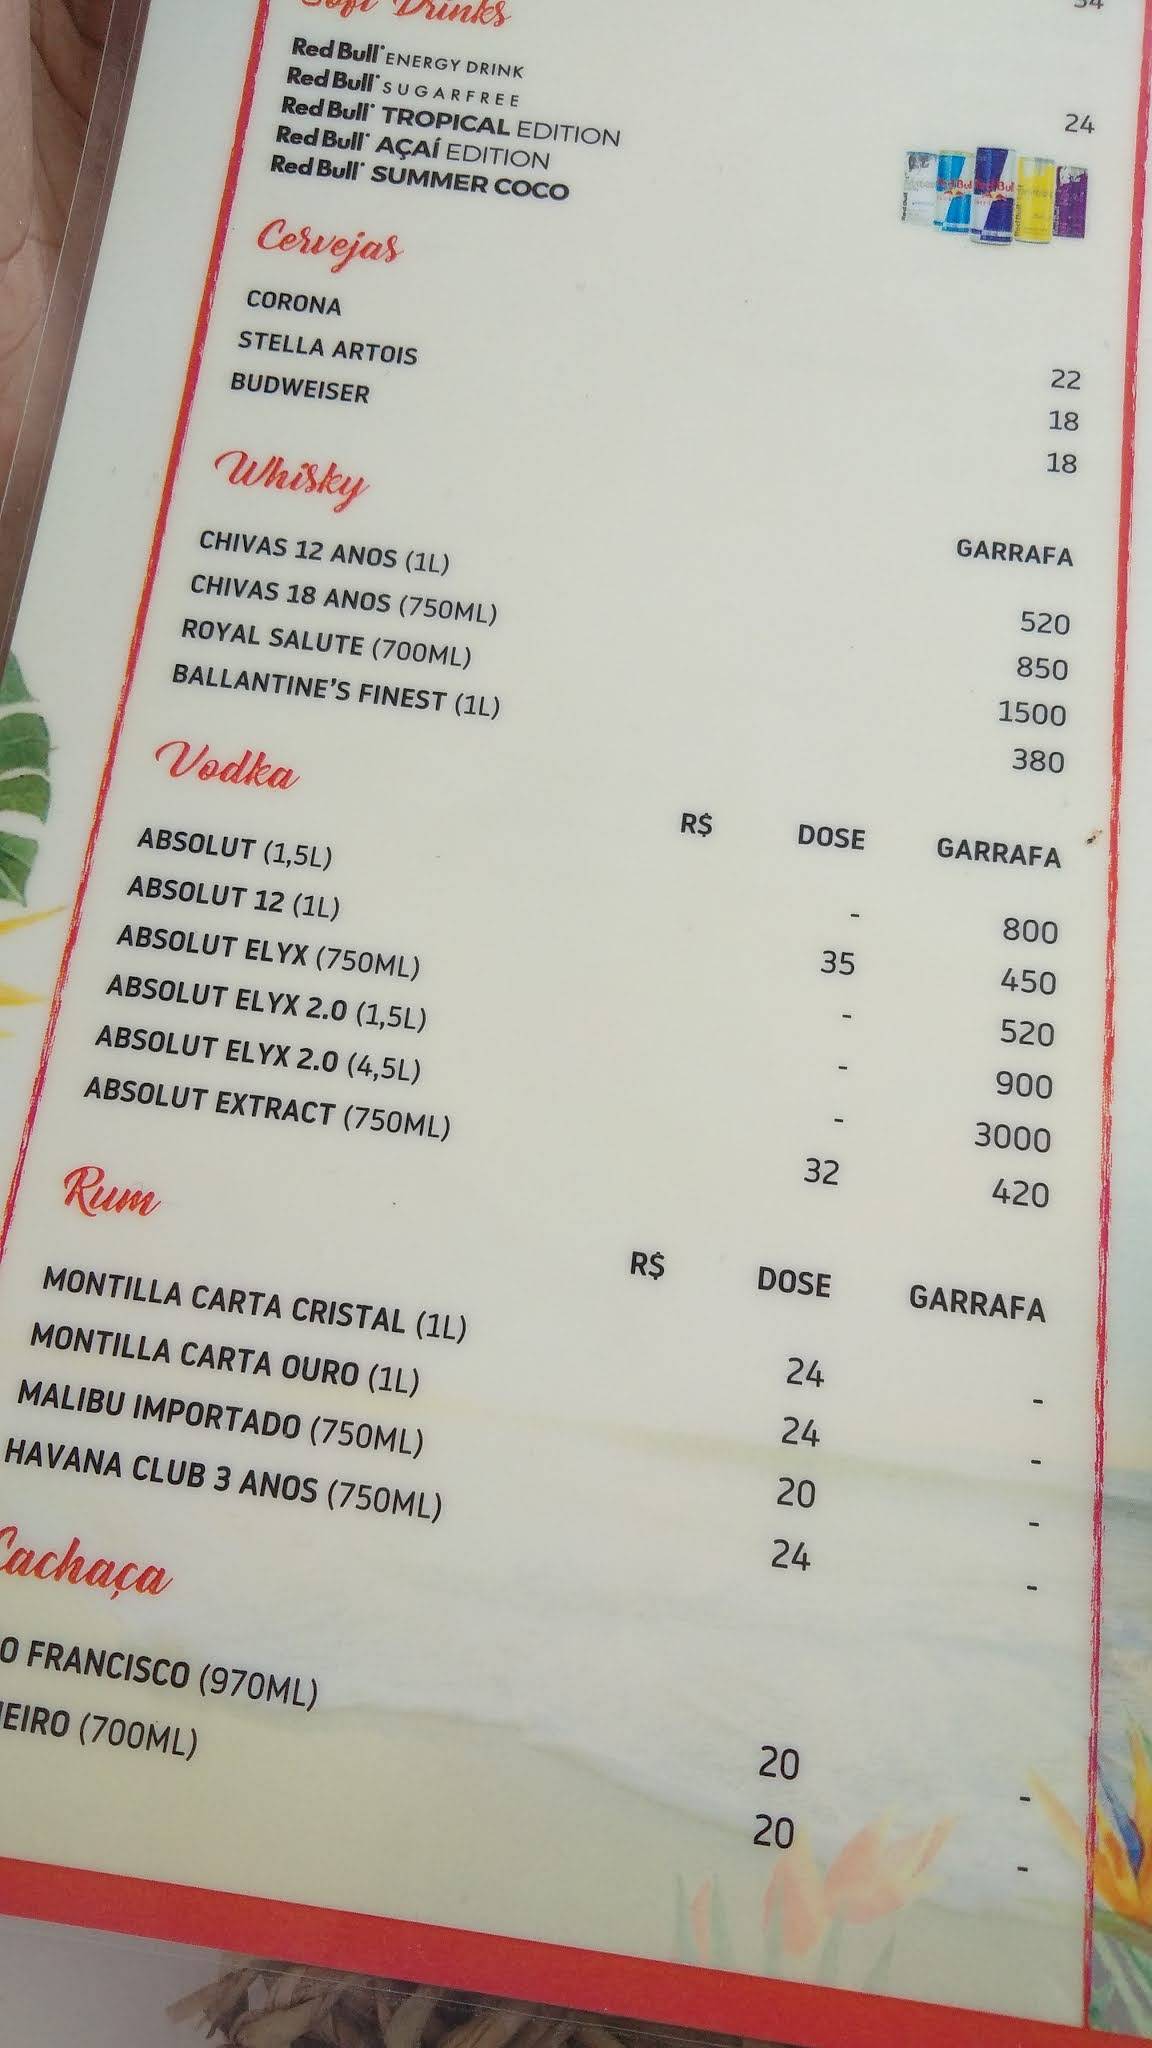 34
Soft Drinks
Red Bull ENERGY DRINK
Red Bull SUGARFREE
Red Bull TROPICAL EDITION 24
Red Bull AÇAÍ EDITION
Red Bull SUMMER COCO
Cervejas
CORONA 22
STELLA ARTOIS 18
BUDWEISER 18
Whisky
GARRAFA
CHIVAS 12 ANOS (1L) 520
CHIVAS 18 ANOS (750ML) 850
ROYAL SALUTE (700ML) 1500
BALLANTINE'S FINEST (1L) 380
Vodka
R$ DOSE GARRAFA
ABSOLUT (1,5L) - 800
ABSOLUT 12 (1L) 35 450
ABSOLUT ELYX (750ML) - 520
ABSOLUT ELYX 2.0 (1,5L) - 900
ABSOLUT ELYX 2.0 (4,5L) - 3000
ABSOLUT EXTRACT (750ML) 32 420
Rum
R$ DOSE GARRAFA
MONTILLA CARTA CRISTAL (1L) 24 -
MONTILLA CARTA OURO (1L) 24 -
MALIBU IMPORTADO (750ML) 20 -
HAVANA CLUB 3 ANOS (750ML) 24 -
Cachaça
O FRANCISCO (970ML) 20 -
EIRO (700ML) 20 -